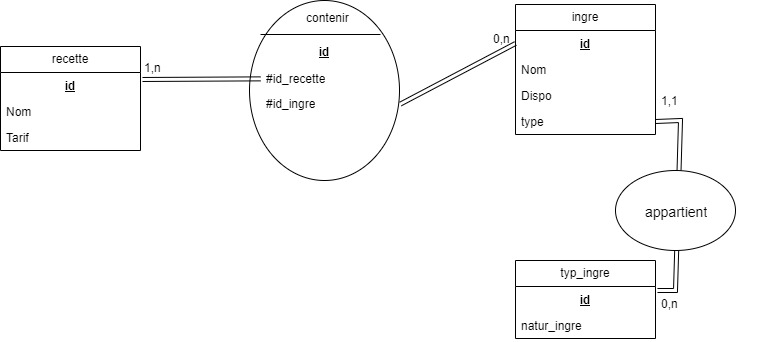 recette
id
Nom
Tarif
1,n
contenir
id
#id_recette
#id_ingre
0,n
ingre
id
Nom
Dispo
type
1,1
appartient
0,n
typ_ingre
id
natur_ingre